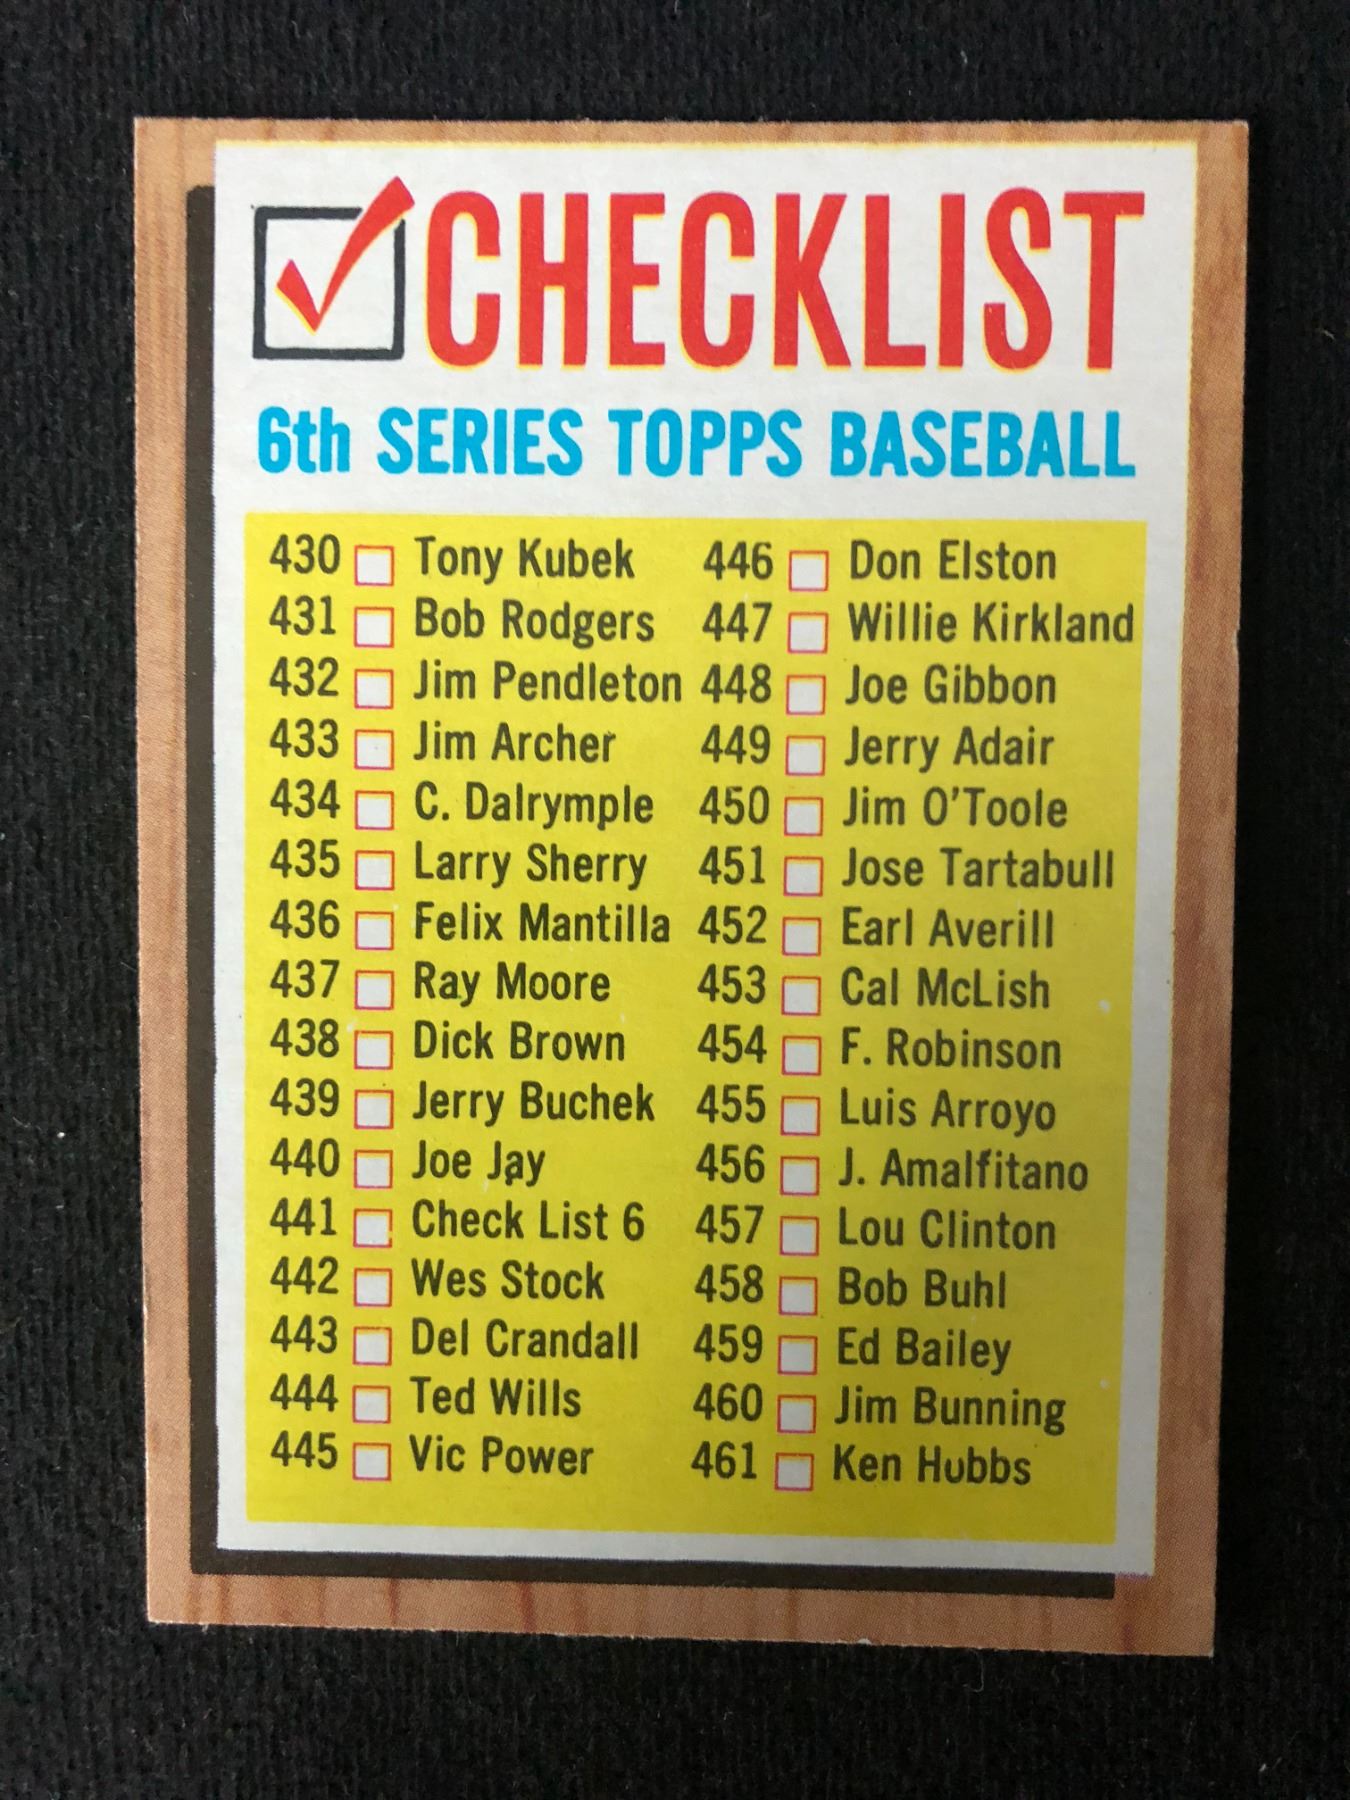 CHECKLIST
6th SERIES TOPPS BASEBALL
430 Tony Kubek
431 Bob Rodgers
432 Jim Pendleton
433 Jim Archer
434 C. Dalrymple
435 Larry Sherry
436 Felix Mantilla
437 Ray Moore
438 Dick Brown
439 Jerry Buchek
440 Joe Jay
441 Check List 6
442 Wes Stock
443 Del Crandall
444 Ted Wills
445 Vic Power
446 Don Elston
447 Willie Kirkland
448 Joe Gibbon
449 Jerry Adair
450 Jim O'Toole
451 Jose Tartabull
452 Earl Averill
453 Cal McLish
454 F. Robinson
455 Luis Arroyo
456 J. Amalfitano
457 Lou Clinton
458 Bob Buhl
459 Ed Bailey
460 Jim Bunning
461 Ken Hubbs